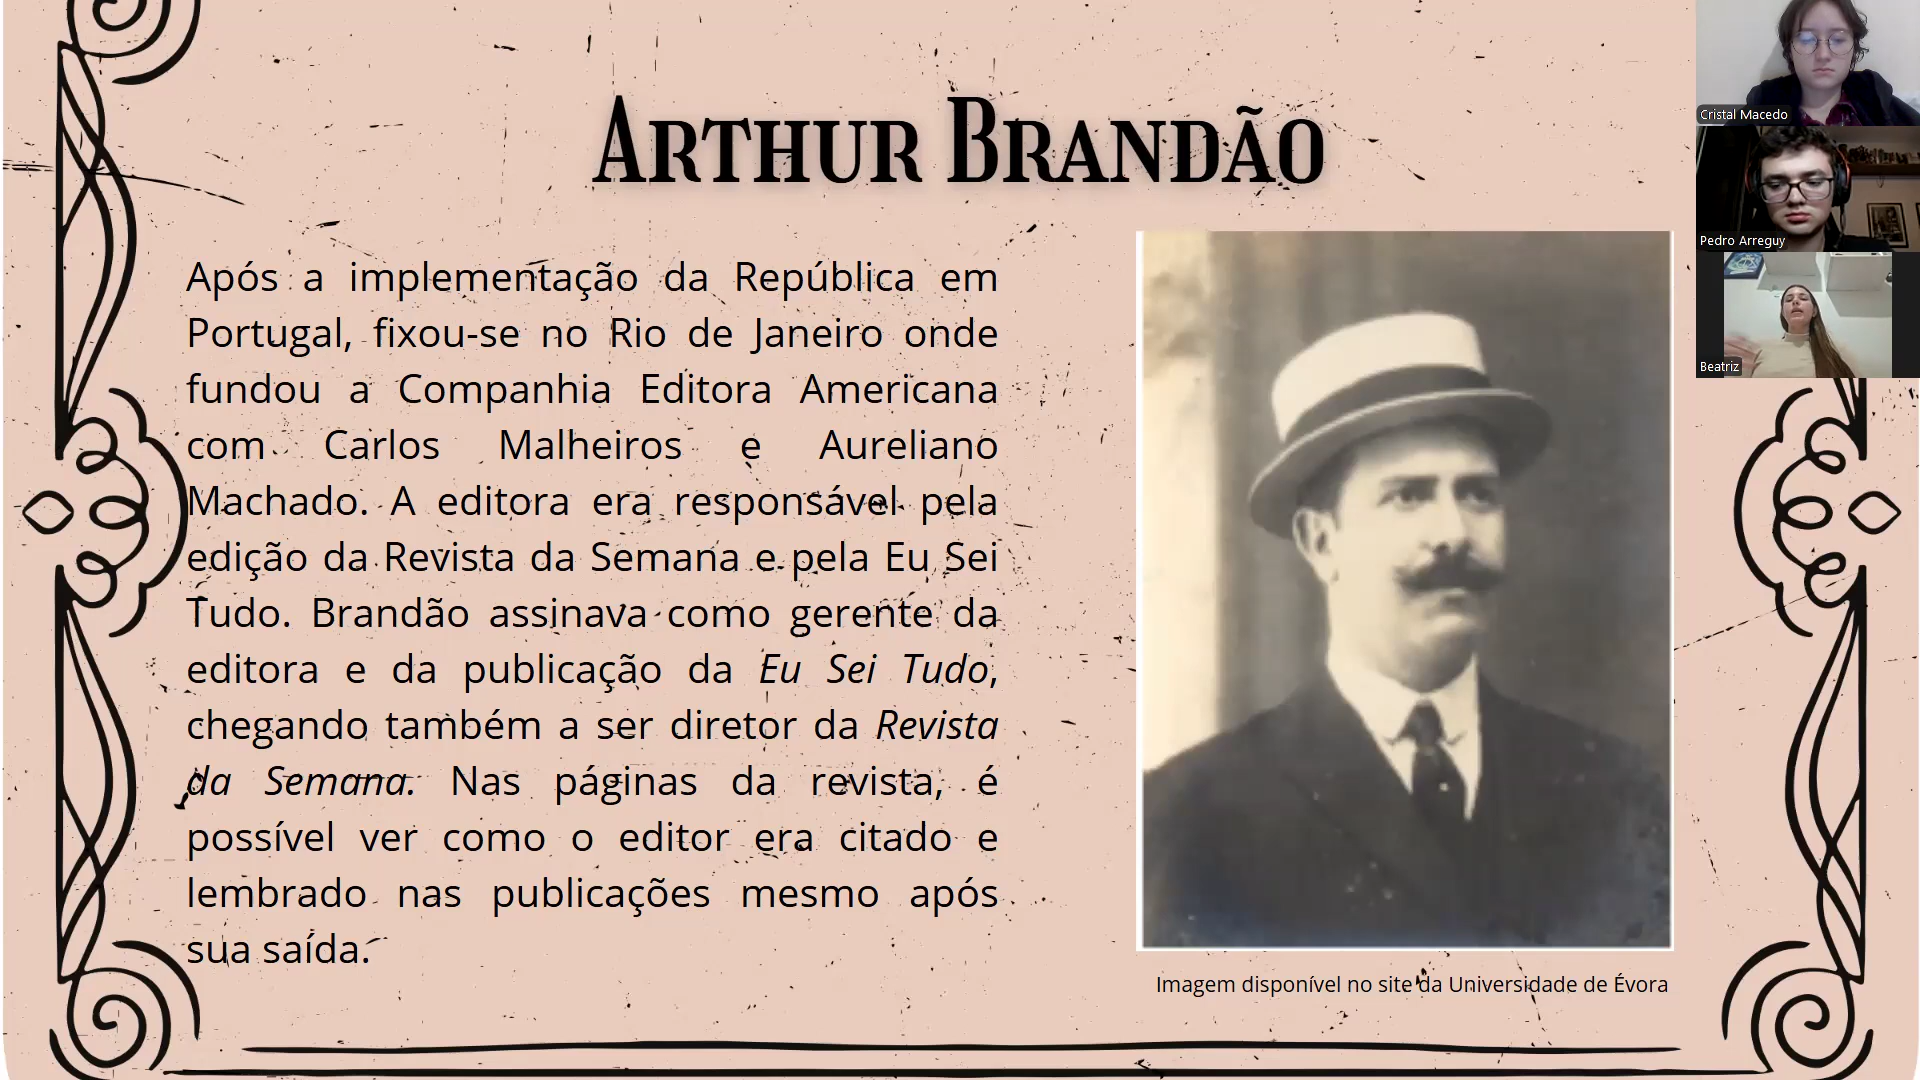 ARTHUR BRANDÃO
Após a implementação da República em
Portugal, fixou-se no Rio de Janeiro onde
fundou a Companhia Editora Americana
com Carlos Malheiros e Aureliano
Machado. A editora era responsável pela
edição da Revista da Semana e pela Eu Sei
Tudo. Brandão assinava como gerente da
editora e da publicação da Eu Sei Tudo,
chegando também a ser diretor da Revista
da Semana. Nas páginas da revista, é
possível ver como o editor era citado e
lembrado nas publicações mesmo após
sua saída.
Imagem disponível no site da Universidade de Évora
Cristal Macedo
Pedro Arreguy
Beatriz